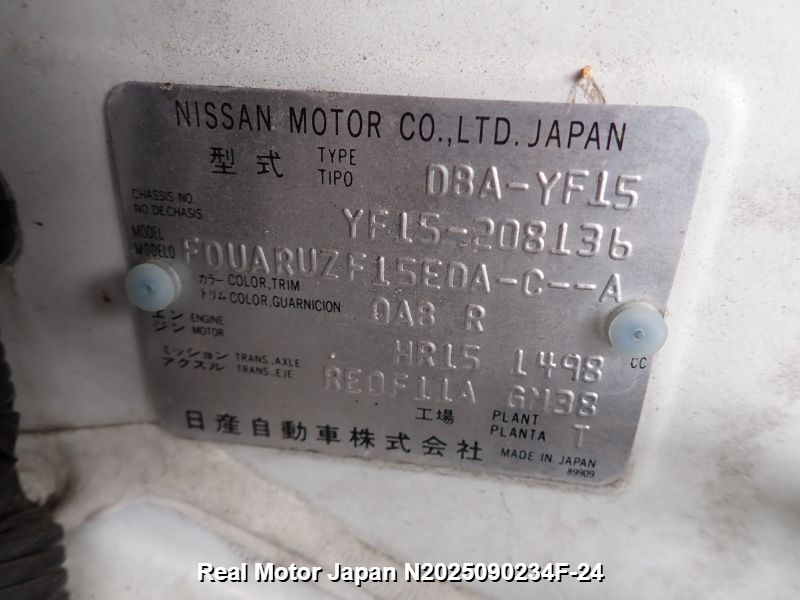 NISSAN MOTOR CO.,LTD. JAPAN
型式 TYPE TIPO DBA-YF15
CHASSIS NO. NO.DE CHASIS YF15-208136
MODEL MODELO FDUARUZF15EDA-C--A
カラー COLOR,TRIM トリム COLOR,GUARNICION QAB R
エンジン ENGINE MOTOR HR15 1498 CC
ミッション TRANS.,AXLE アクスル TRANS.,EJE RE0F11A GM38
工場 PLANT PLANTA T
日産自動車株式会社 MADE IN JAPAN
89909
Real Motor Japan N2025090234F-24